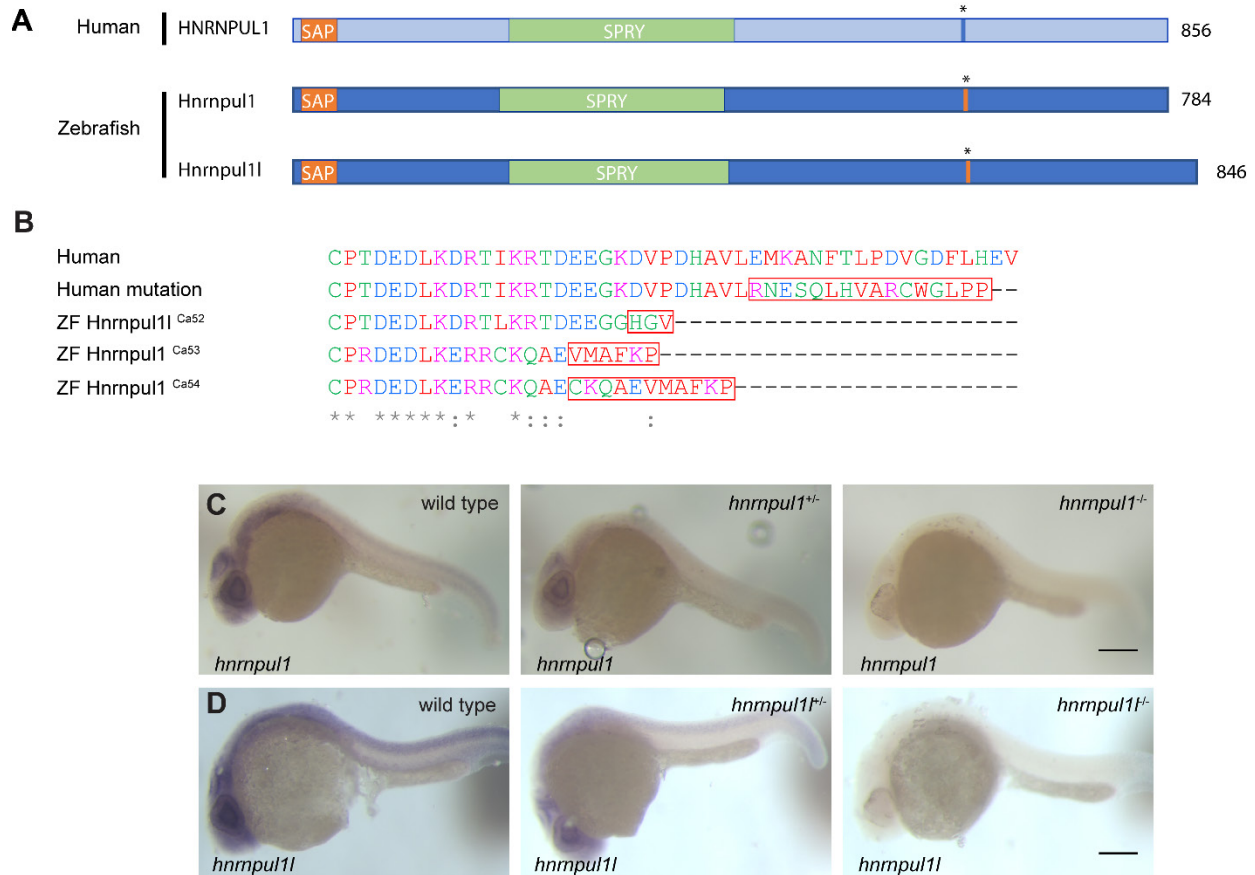 A
Human HNRNPUL1 SAP SPRY * 856
Zebrafish
Hnrnpul1 SAP SPRY * 784
Hnrnpul1l SAP SPRY * 846
B
Human CPTDEDLKDRTIKRTDEEGKDVPDHAVLEMKANFTLPDVGDFLHEV
Human mutation CPTDEDLKDRTIKRTDEEGKDVPDHAVLRNESQLHVARCWGLPP--
ZF Hnrnpul1l Ca52 CPTDEDLKDRTLKRTDEEGGHGV-----------------------
ZF Hnrnpul1 Ca53 CPRDEDLKERRCKQAEVMAFKP------------------------
ZF Hnrnpul1 Ca54 CPRDEDLKERRCKQAECKQAEVMAFKP-------------------
** *****:* *::: :
C wild type hnrnpul1+/- hnrnpul1-/-
hnrnpul1 hnrnpul1 hnrnpul1
D wild type hnrnpul1l+/- hnrnpul1l-/-
hnrnpul1l hnrnpul1l hnrnpul1l